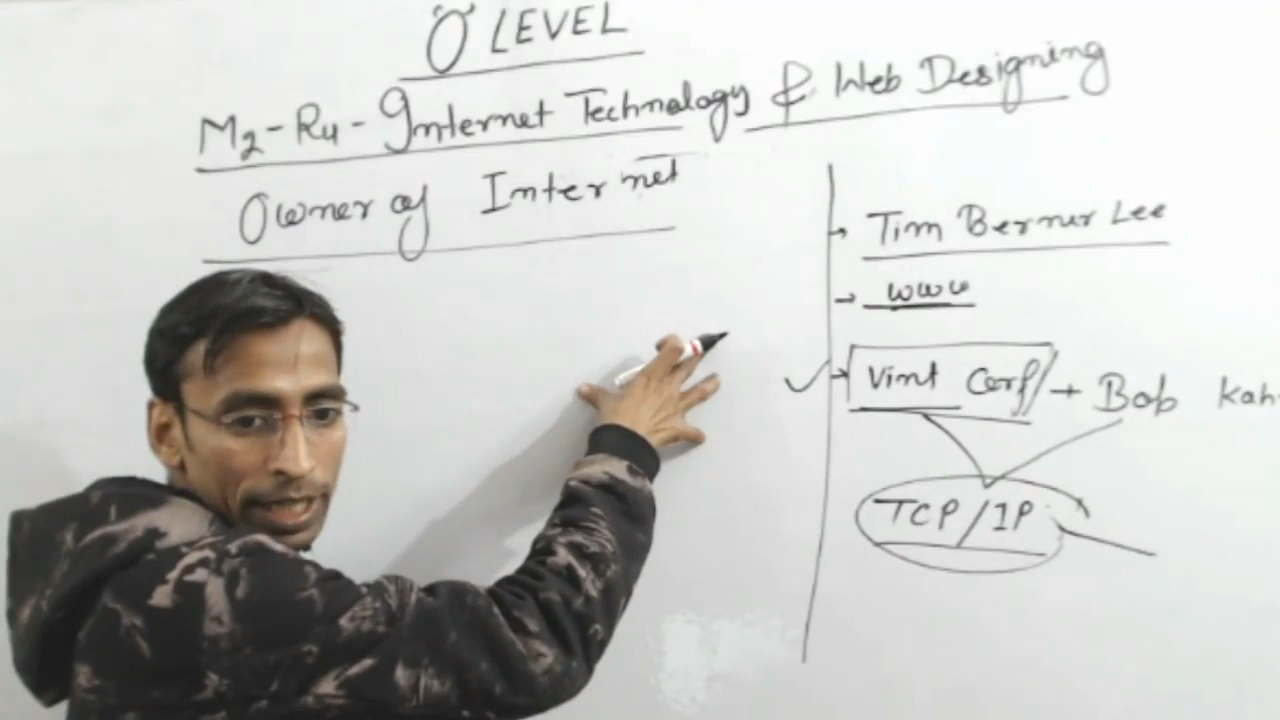 "O" LEVEL
M2-R4-Internet Technology & Web Designing
Owner of Internet
→ Tim Berner Lee
→ www
✓→ Vint Cerf + Bob Kah
TCP/IP